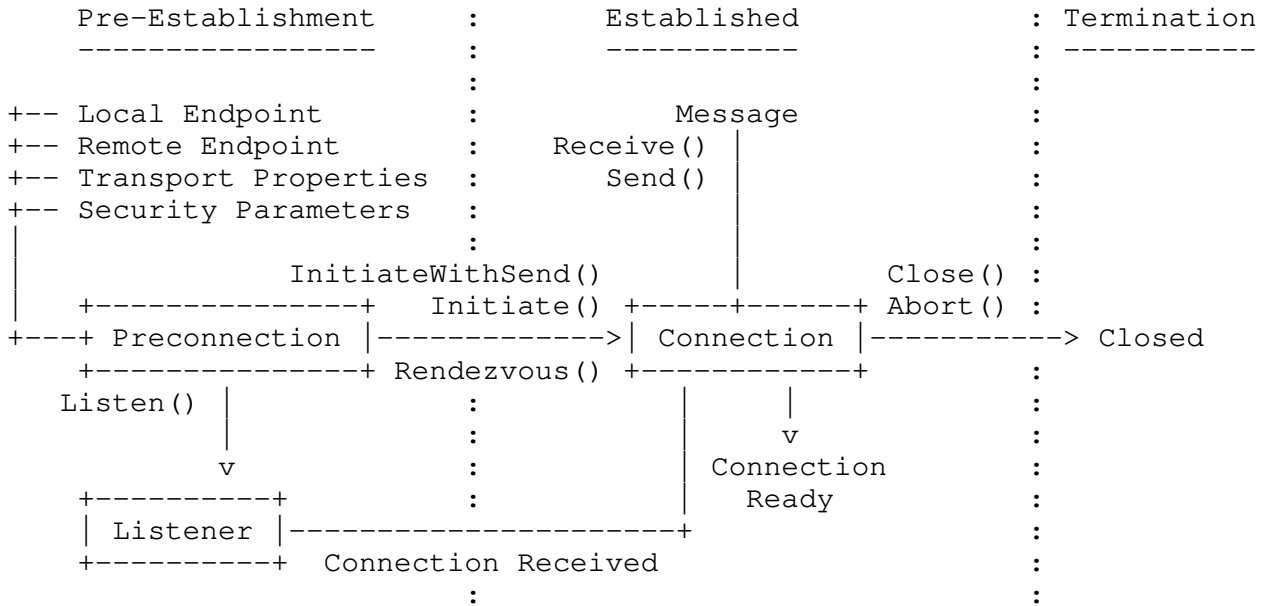 Pre-Establishment     :       Established             : Termination
    -----------------     :       -----------             : -----------
                          :                               :
+-- Local Endpoint        :           Message             :
+-- Remote Endpoint       :    Receive() |                :
+-- Transport Properties  :       Send() |                :
+-- Security Parameters   :              |                :
|                         :              |                :
|               InitiateWithSend()       |        Close() :
|   +---------------+   Initiate() +-----+------+ Abort() :
+---+ Preconnection |------------->| Connection |-----------> Closed
    +---------------+ Rendezvous() +------------+         :
   Listen() |             :           |     |             :
            |             :           |     v             :
            v             :           | Connection        :
    +----------+          :           |   Ready           :
    | Listener |----------------------+                   :
    +----------+  Connection Received                     :
                          :                               :